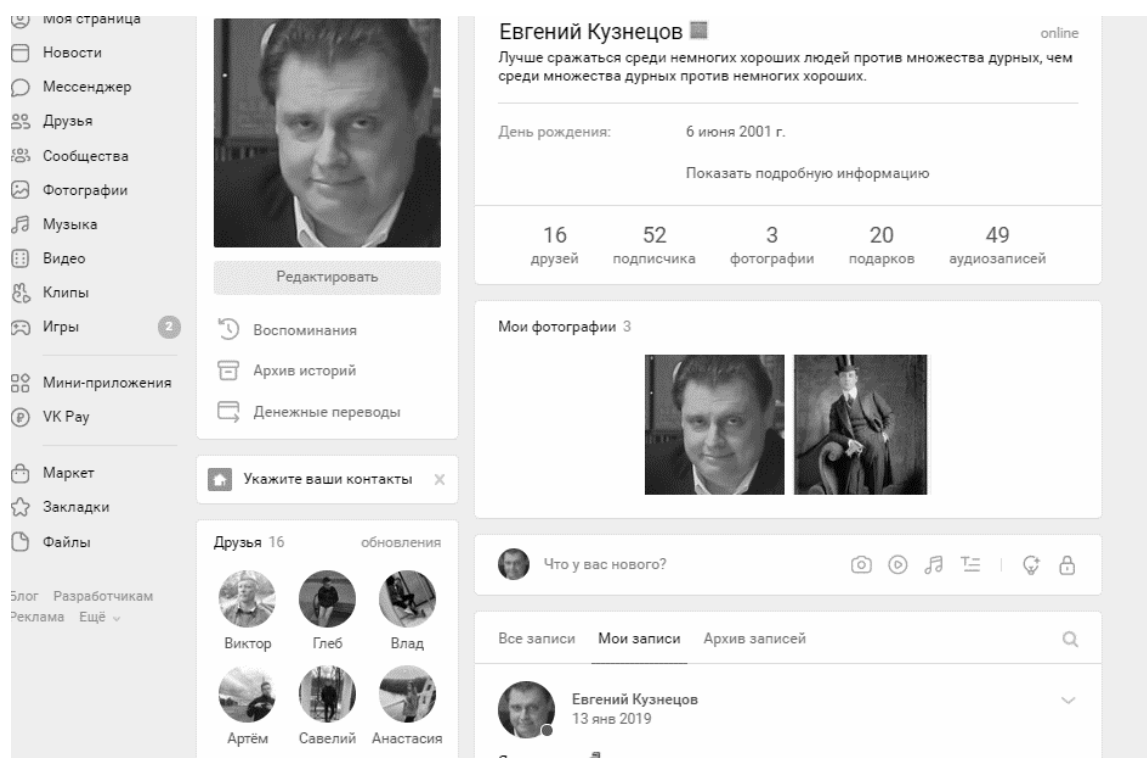 Моя страница
Новости
Мессенджер
Друзья
Сообщества
Фотографии
Музыка
Видео
Клипы
Игры 2
Мини-приложения
VK Pay
Маркет
Закладки
Файлы
Блог Разработчикам
Реклама Ещё
Редактировать
Воспоминания
Архив историй
Денежные переводы
Укажите ваши контакты
Друзья 16 обновления
Виктор Глеб Влад
Артём Савелий Анастасия
Евгений Кузнецов online
Лучше сражаться среди немногих хороших людей против множества дурных, чем
среди множества дурных против немногих хороших.
День рождения: 6 июня 2001 г.
Показать подробную информацию
16 52 3 20 49
друзей подписчика фотографии подарков аудиозаписей
Мои фотографии 3
Что у вас нового?
Все записи Мои записи Архив записей
Евгений Кузнецов
13 янв 2019